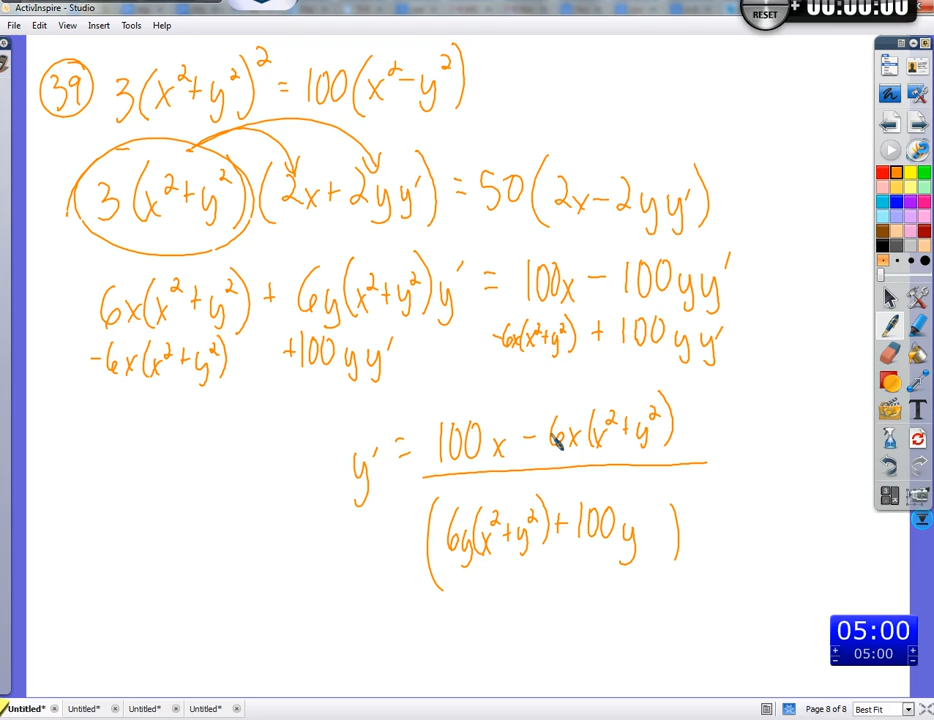 ActivInspire - Studio
File Edit View Insert Tools Help
RESET
00:00:00
39 3(x²+y²)² = 100(x²-y²)
3(x²+y²)(2x+2yy′) = 50(2x-2yy′)
6x(x²+y²) + 6y(x²+y²)y′ = 100x - 100yy′
-6x(x²+y²) +100yy′ -6x(x²+y²) + 100yy′
y′ = 100x - 6x(x²+y²)
(6y(x²+y²)+100y )
T
05:00
05:00
Untitled* Untitled* Untitled* Untitled* Page 8 of 8 Best Fit